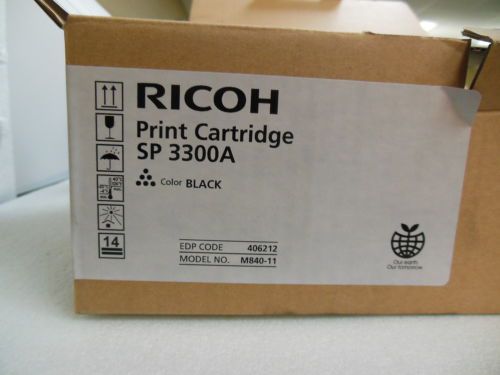 RICOH
Print Cartridge
SP 3300A
Color BLACK
EDP CODE 406212
MODEL NO. M840-11
14
Our earth
Our tomorrow